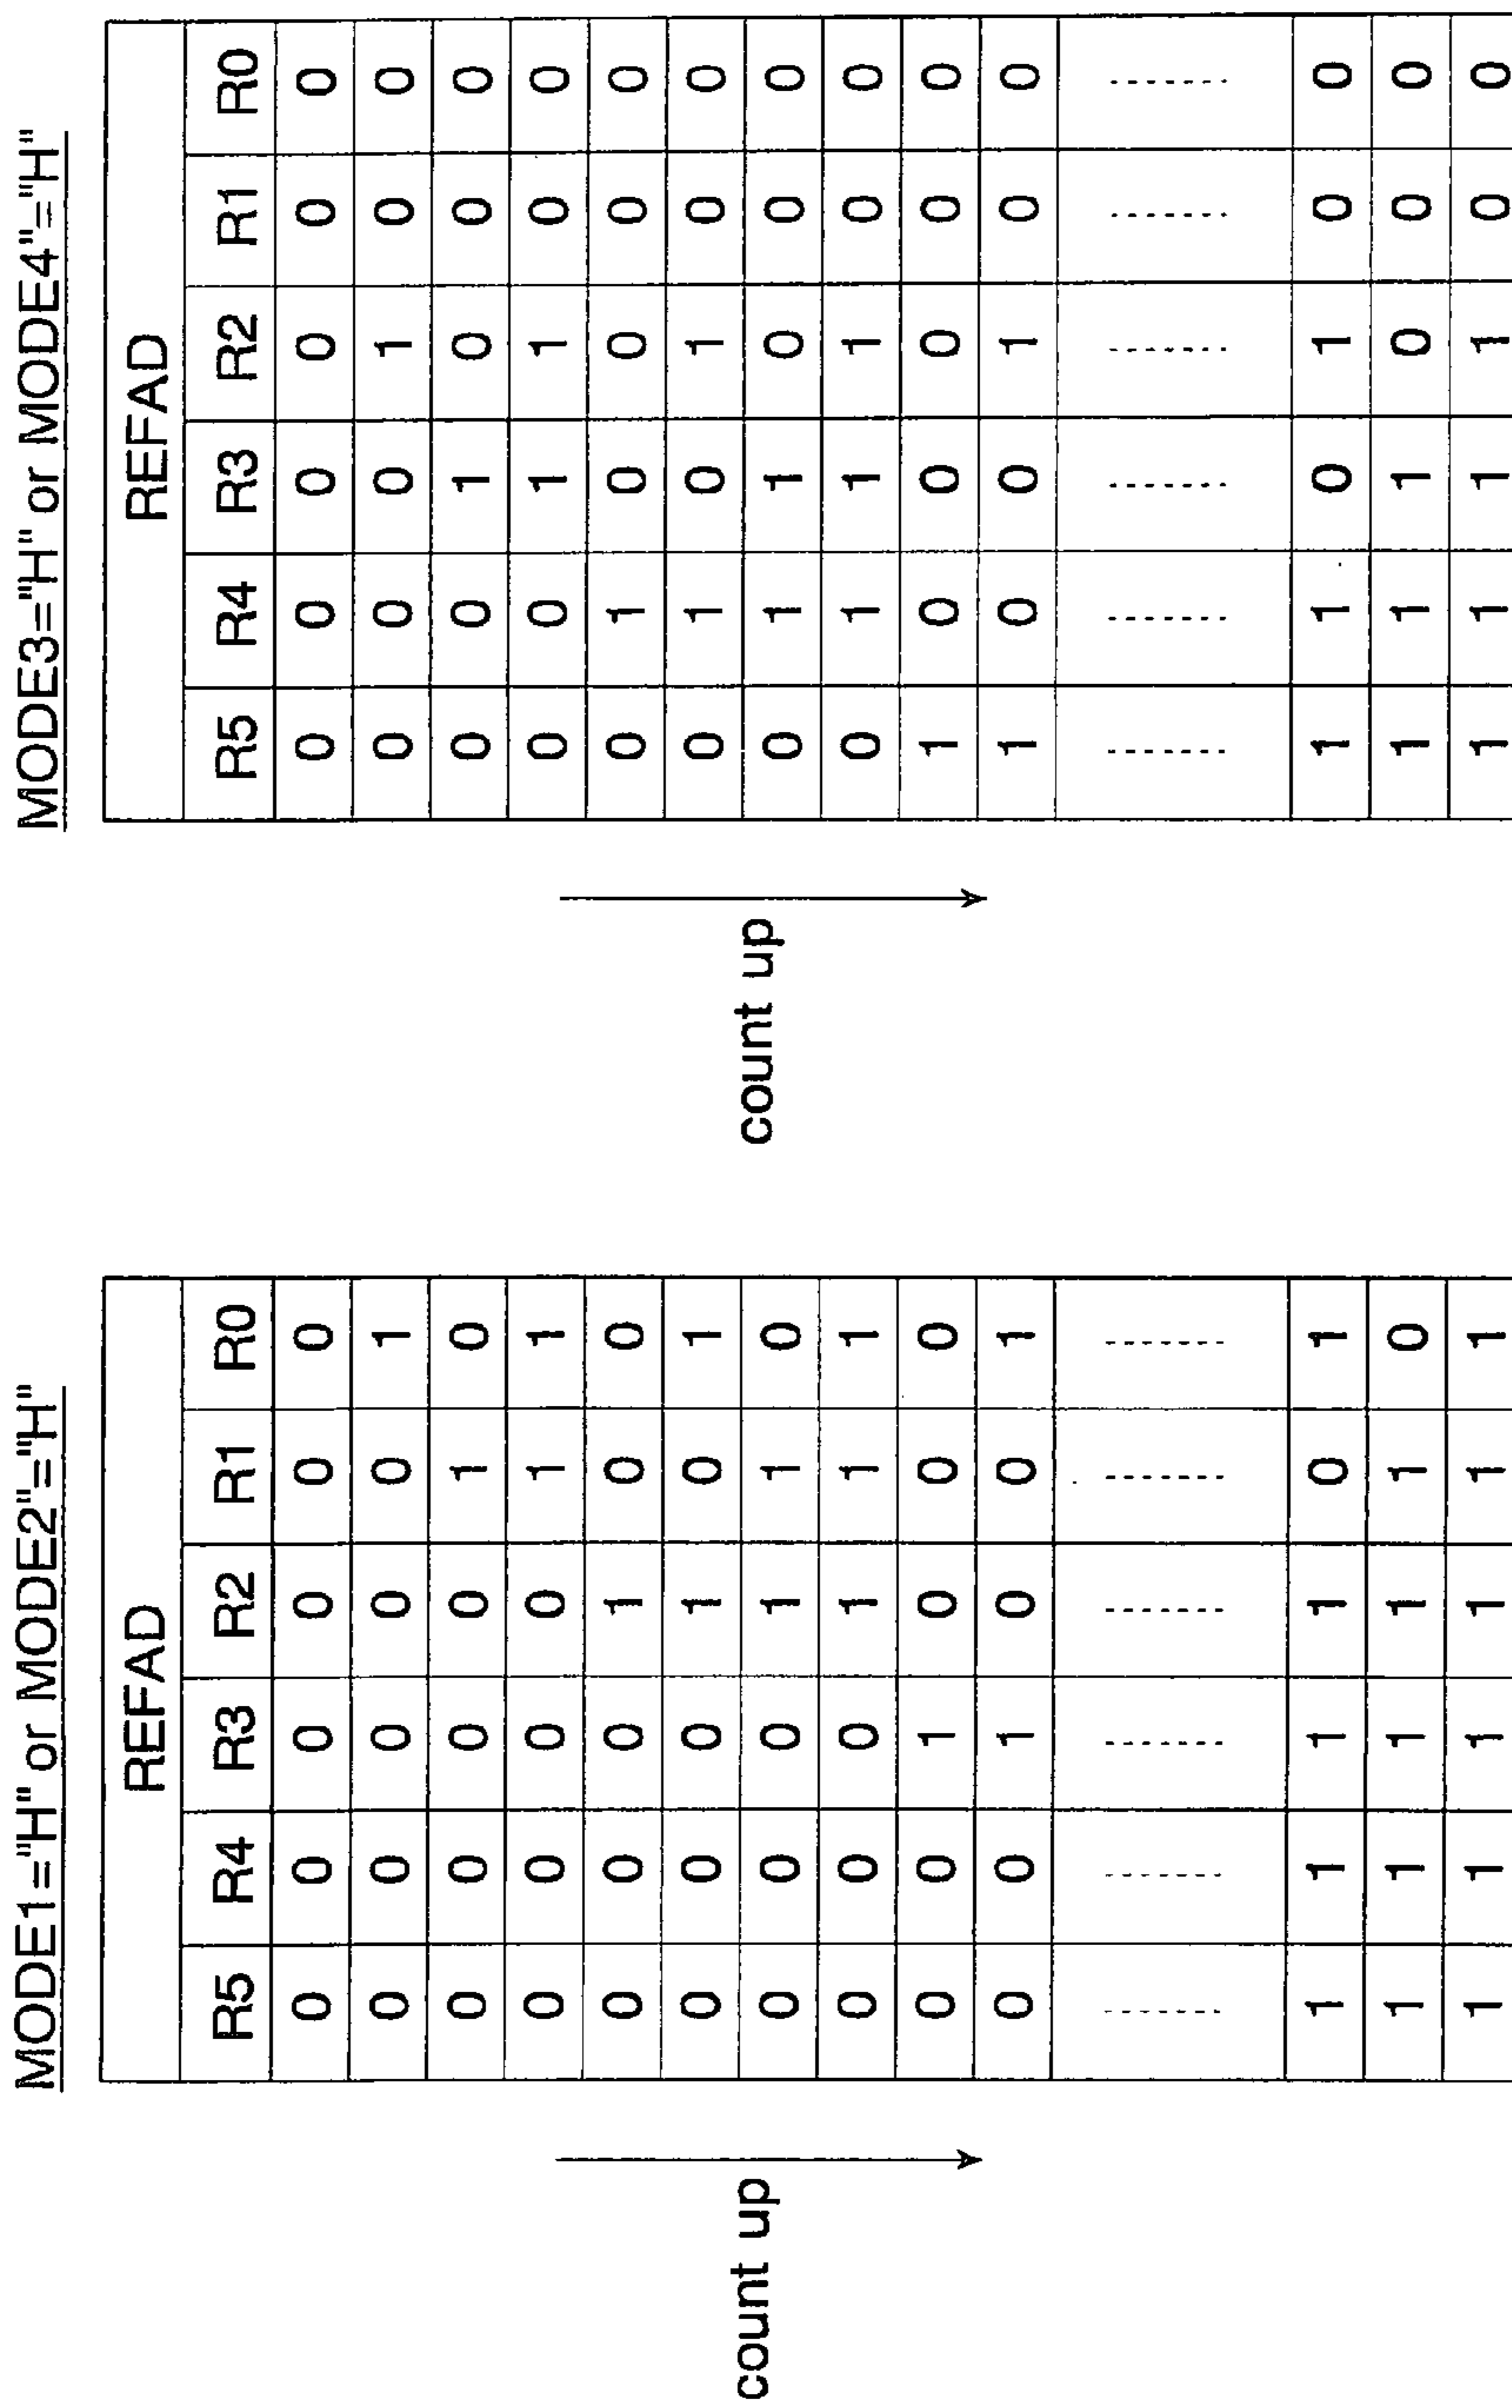 MODE1="H" or MODE2"="H"
count up
REFAD
R5 R4 R3 R2 R1 R0
0 0 0 0 0 0
0 0 0 0 0 1
0 0 0 0 1 0
0 0 0 0 1 1
0 0 0 1 0 0
0 0 0 1 0 1
0 0 0 1 1 0
0 0 0 1 1 1
0 0 1 0 0 0
0 0 1 0 0 1
------- ------- ------- ------- ------- -------
1 1 1 1 0 1
1 1 1 1 1 0
1 1 1 1 1 1
MODE3="H" or MODE4"="H"
count up
REFAD
R5 R4 R3 R2 R1 R0
0 0 0 0 0 0
0 0 0 1 0 0
0 0 1 0 0 0
0 0 1 1 0 0
0 1 0 0 0 0
0 1 0 1 0 0
0 1 1 0 0 0
0 1 1 1 0 0
1 0 0 0 0 0
1 0 0 1 0 0
------- ------- ------- ------- ------- -------
1 1 0 1 0 0
1 1 1 0 0 0
1 1 1 1 0 0